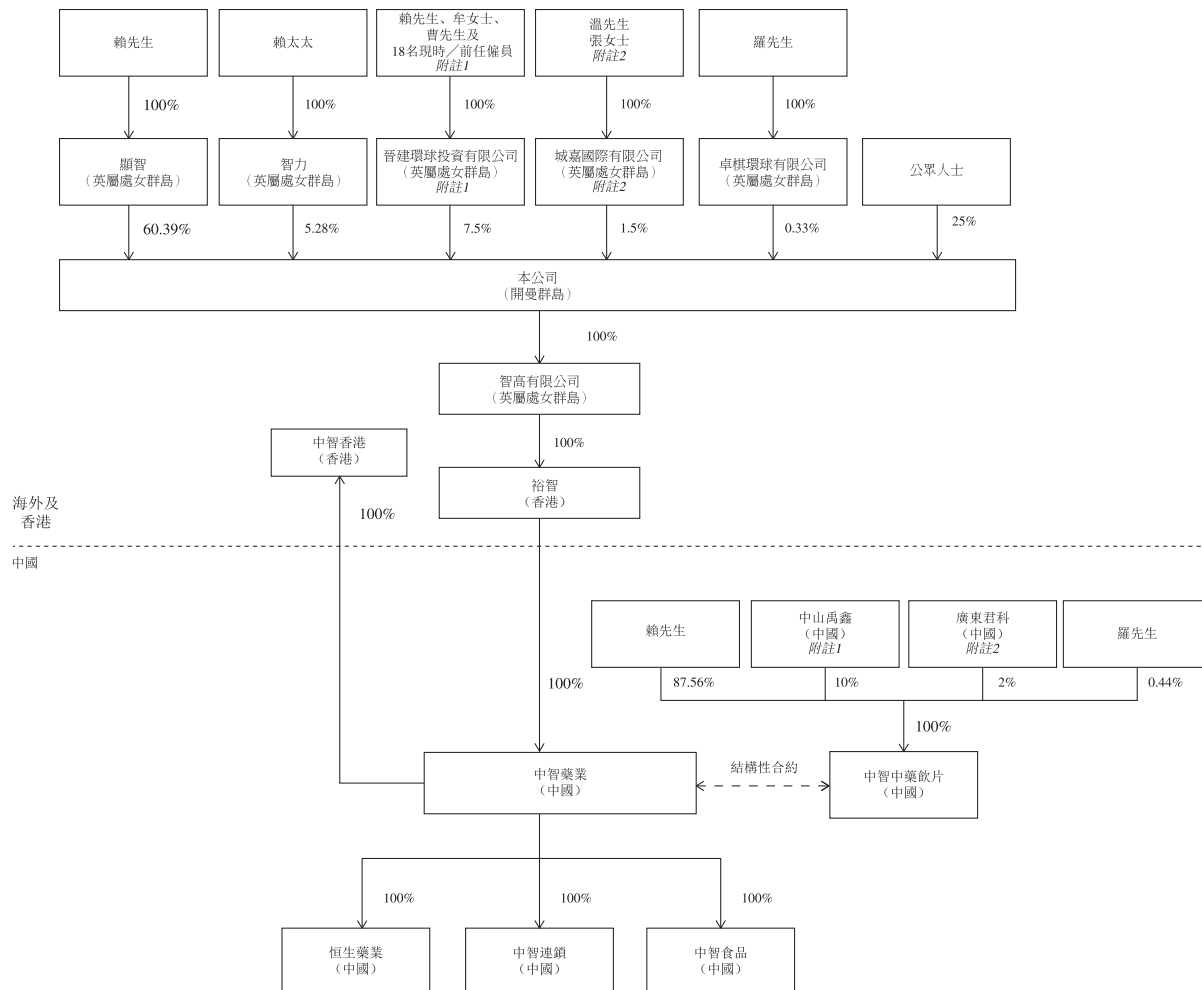 賴先生
賴太太
賴先生、牟女士、
曹先生及
18名現時／前任僱員
附註1
溫先生
張女士
附註2
羅先生
100%
100%
100%
100%
100%
顯智
（英屬處女群島）
智力
（英屬處女群島）
晉建環球投資有限公司
（英屬處女群島）
附註1
城嘉國際有限公司
（英屬處女群島）
附註2
卓棋環球有限公司
（英屬處女群島）
公眾人士
60.39%
5.28%
7.5%
1.5%
0.33%
25%
本公司
（開曼群島）
100%
智高有限公司
（英屬處女群島）
中智香港
（香港）
100%
裕智
（香港）
海外及
香港
100%
中國
賴先生
中山禹鑫
（中國）
附註1
廣東君科
（中國）
附註2
羅先生
100%
87.56%
10%
2%
0.44%
100%
中智藥業
（中國）
結構性合約
中智中藥飲片
（中國）
100%
100%
100%
恒生藥業
（中國）
中智連鎖
（中國）
中智食品
（中國）